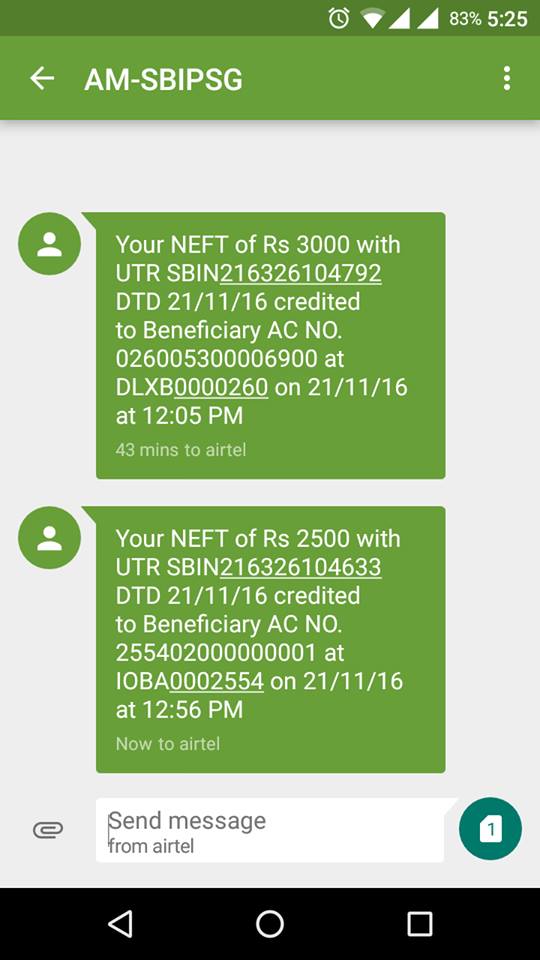 83% 5:25
AM-SBIPSG
Your NEFT of Rs 3000 with
UTR SBIN216326104792
DTD 21/11/16 credited
to Beneficiary AC NO.
026005300006900 at
DLXB0000260 on 21/11/16
at 12:05 PM
43 mins to airtel
Your NEFT of Rs 2500 with
UTR SBIN216326104633
DTD 21/11/16 credited
to Beneficiary AC NO.
255402000000001 at
IOBA0002554 on 21/11/16
at 12:56 PM
Now to airtel
Send message
from airtel
1